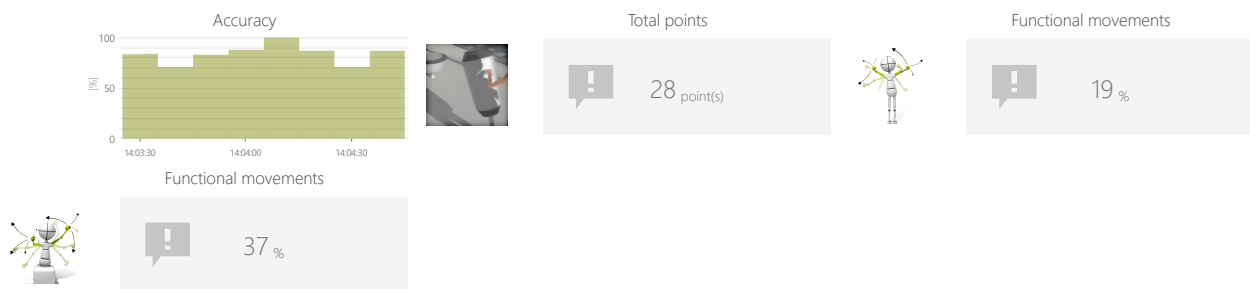 Accuracy
Total points
Functional movements
100
[%]
50
0
14:03:30
14:04:00
14:04:30
28 point(s)
19 %
Functional movements
37 %